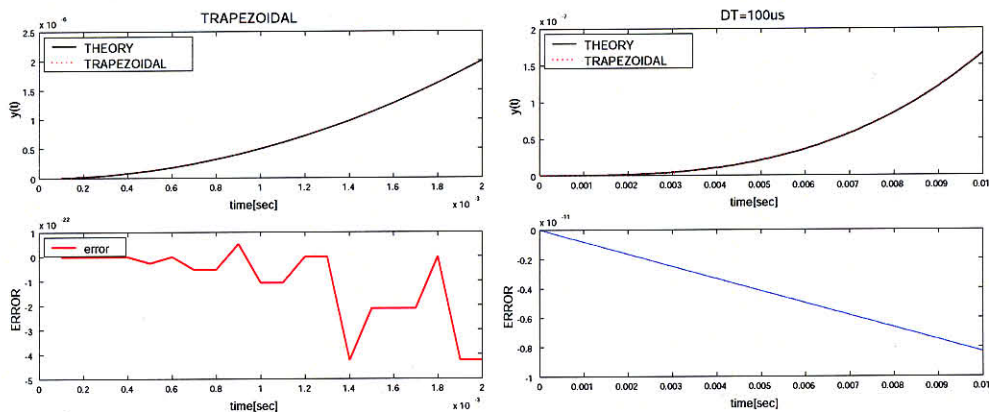 TRAPEZOIDAL
x 10 -6
2.5
2
1.5
1
0.5
0
y(t)
THEORY
TRAPEZOIDAL
0 0.2 0.4 0.6 0.8 1 1.2 1.4 1.6 1.8 2
time[sec]
x 10 -3
x 10 -22
1
0
-1
-2
-3
-4
-5
ERROR
error
0 0.2 0.4 0.6 0.8 1 1.2 1.4 1.6 1.8 2
time[sec]
x 10 -3
DT=100us
2
1.5
1
0.5
0
y(t)
THEORY
TRAPEZOIDAL
0 0.001 0.002 0.003 0.004 0.005 0.006 0.007 0.008 0.009 0.01
time[sec]
x 10 -11
0
-0.2
-0.4
-0.6
-0.8
-1
ERROR
0 0.001 0.002 0.003 0.004 0.005 0.006 0.007 0.008 0.009 0.01
time[sec]